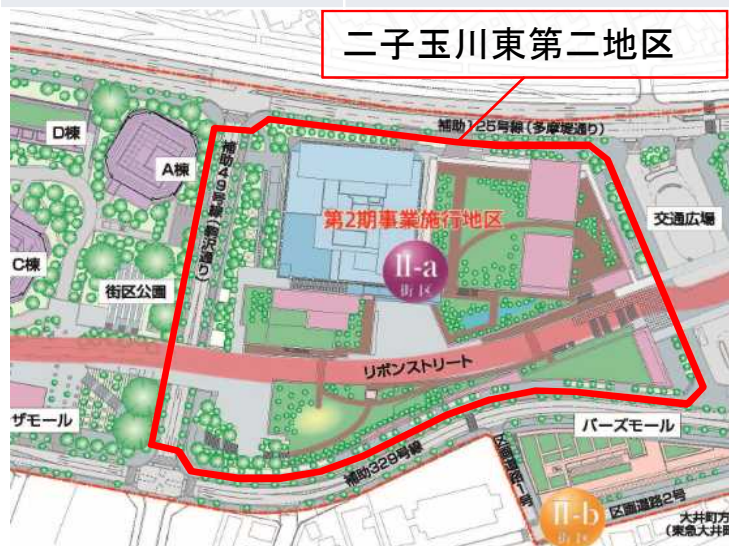 二子玉川東第二地区
補助125号線(多摩堤通り)
D棟
A棟
補助49号線(駒沢通り)
第2期事業施行地区
交通広場
II-a
街区
C棟
街区公園
リボンストリート
ザモール
バーズモール
補助329号線
区画道路1号
区画道路2号
II-b
街区
大井町方
(東急大井町